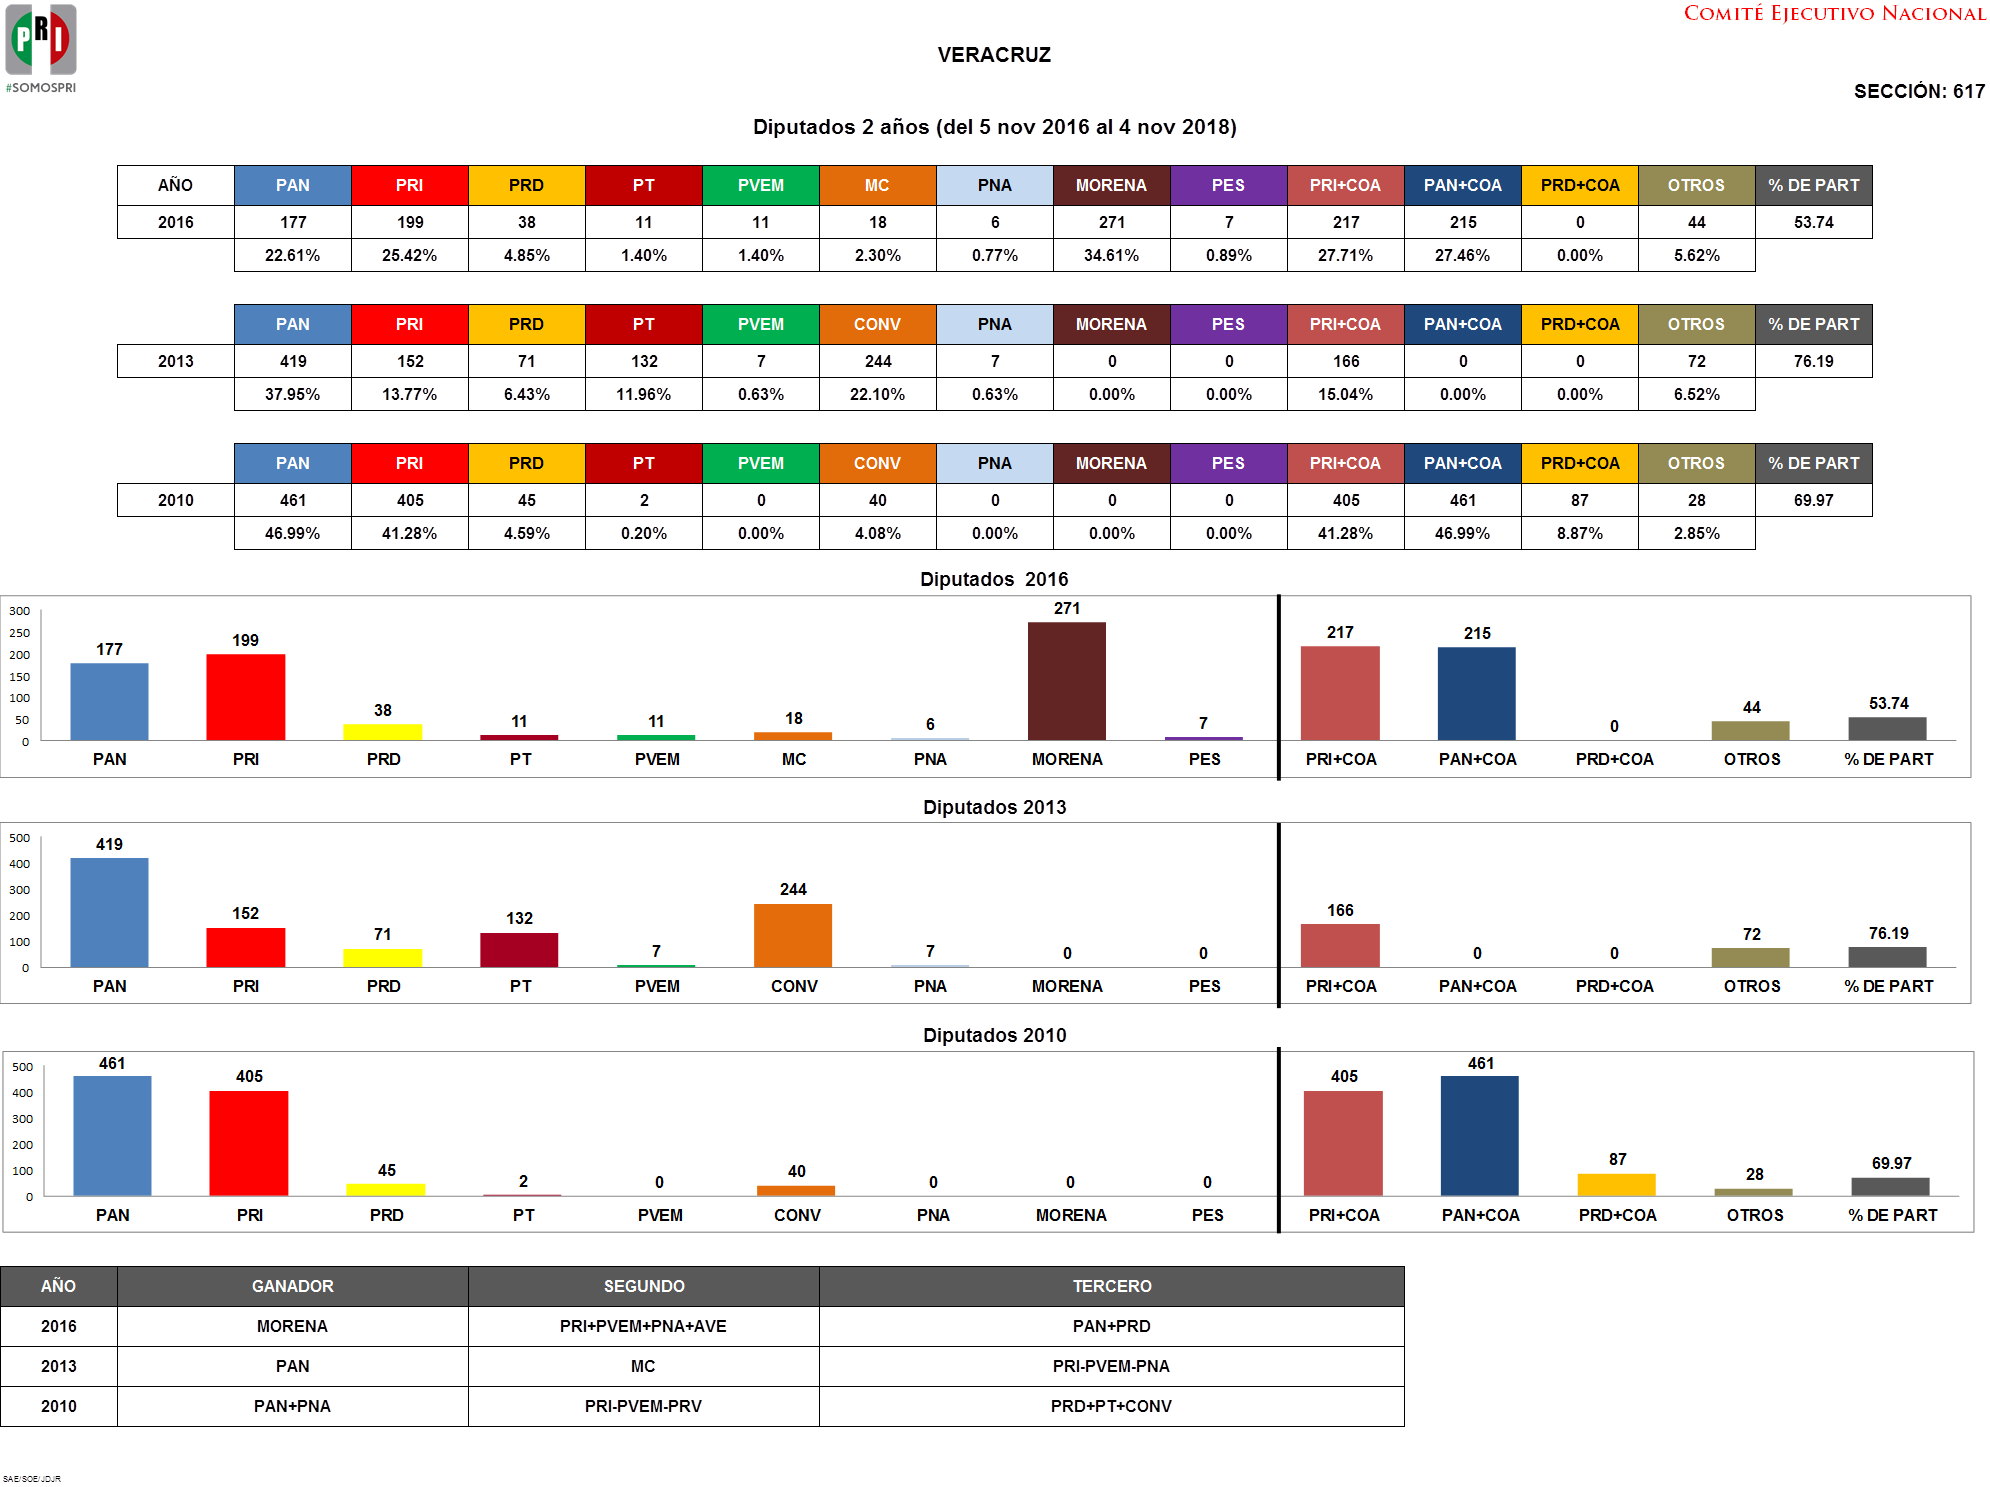 PRI
#SOMOSPRI
COMITÉ EJECUTIVO NACIONAL
VERACRUZ
SECCIÓN: 617
Diputados 2 años (del 5 nov 2016 al 4 nov 2018)
AÑO PAN PRI PRD PT PVEM MC PNA MORENA PES PRI+COA PAN+COA PRD+COA OTROS % DE PART
2016 177 199 38 11 11 18 6 271 7 217 215 0 44 53.74
22.61% 25.42% 4.85% 1.40% 1.40% 2.30% 0.77% 34.61% 0.89% 27.71% 27.46% 0.00% 5.62%
PAN PRI PRD PT PVEM CONV PNA MORENA PES PRI+COA PAN+COA PRD+COA OTROS % DE PART
2013 419 152 71 132 7 244 7 0 0 166 0 0 72 76.19
37.95% 13.77% 6.43% 11.96% 0.63% 22.10% 0.63% 0.00% 0.00% 15.04% 0.00% 0.00% 6.52%
PAN PRI PRD PT PVEM CONV PNA MORENA PES PRI+COA PAN+COA PRD+COA OTROS % DE PART
2010 461 405 45 2 0 40 0 0 0 405 461 87 28 69.97
46.99% 41.28% 4.59% 0.20% 0.00% 4.08% 0.00% 0.00% 0.00% 41.28% 46.99% 8.87% 2.85%
Diputados 2016
300
250
200
150
100
50
0
177 199 38 11 11 18 6 271 7 217 215 0 44 53.74
PAN PRI PRD PT PVEM MC PNA MORENA PES PRI+COA PAN+COA PRD+COA OTROS % DE PART
Diputados 2013
500
400
300
200
100
0
419 152 71 132 7 244 7 0 0 166 0 0 72 76.19
PAN PRI PRD PT PVEM CONV PNA MORENA PES PRI+COA PAN+COA PRD+COA OTROS % DE PART
Diputados 2010
500
400
300
200
100
0
461 405 45 2 0 40 0 0 0 405 461 87 28 69.97
PAN PRI PRD PT PVEM CONV PNA MORENA PES PRI+COA PAN+COA PRD+COA OTROS % DE PART
AÑO GANADOR SEGUNDO TERCERO
2016 MORENA PRI+PVEM+PNA+AVE PAN+PRD
2013 PAN MC PRI-PVEM-PNA
2010 PAN+PNA PRI-PVEM-PRV PRD+PT+CONV
SAE/SOE/JDJR